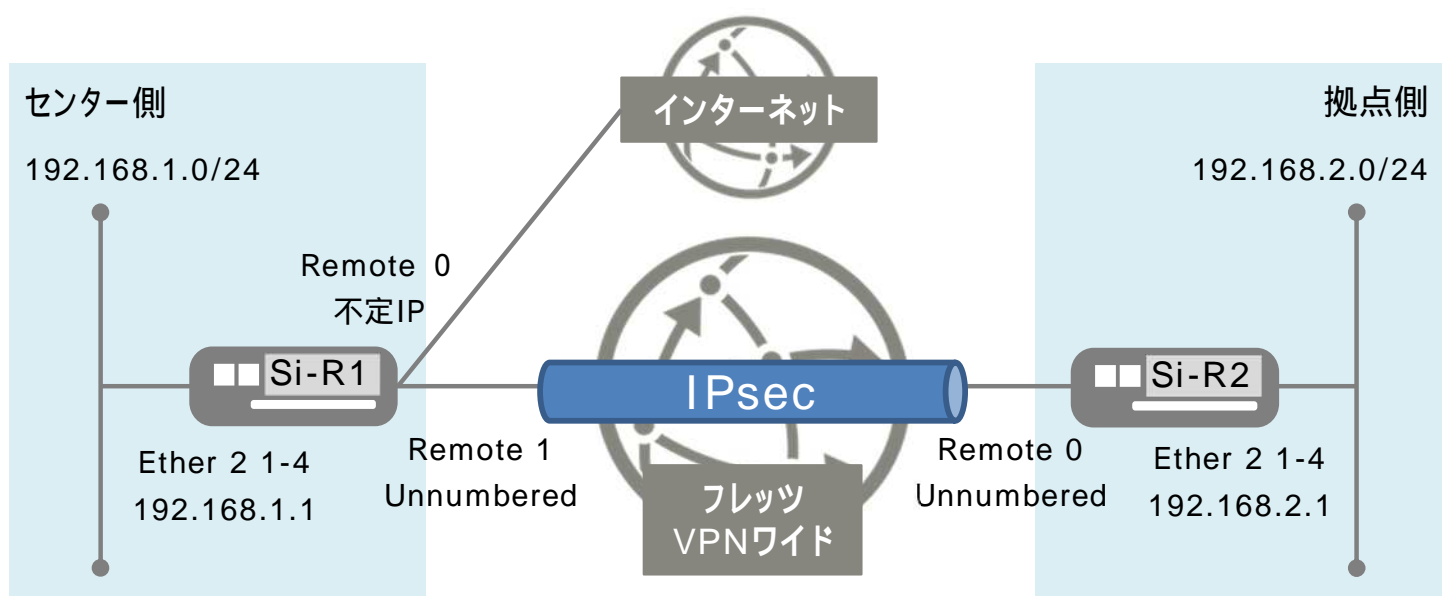 センター側
192.168.1.0/24
Remote 0
不定IP
Si-R1
Ether 2 1-4
192.168.1.1
インターネット
IPsec
Remote 1
Unnumbered
フレッツ
VPNワイド
拠点側
192.168.2.0/24
Si-R2
Remote 0
Unnumbered
Ether 2 1-4
192.168.2.1